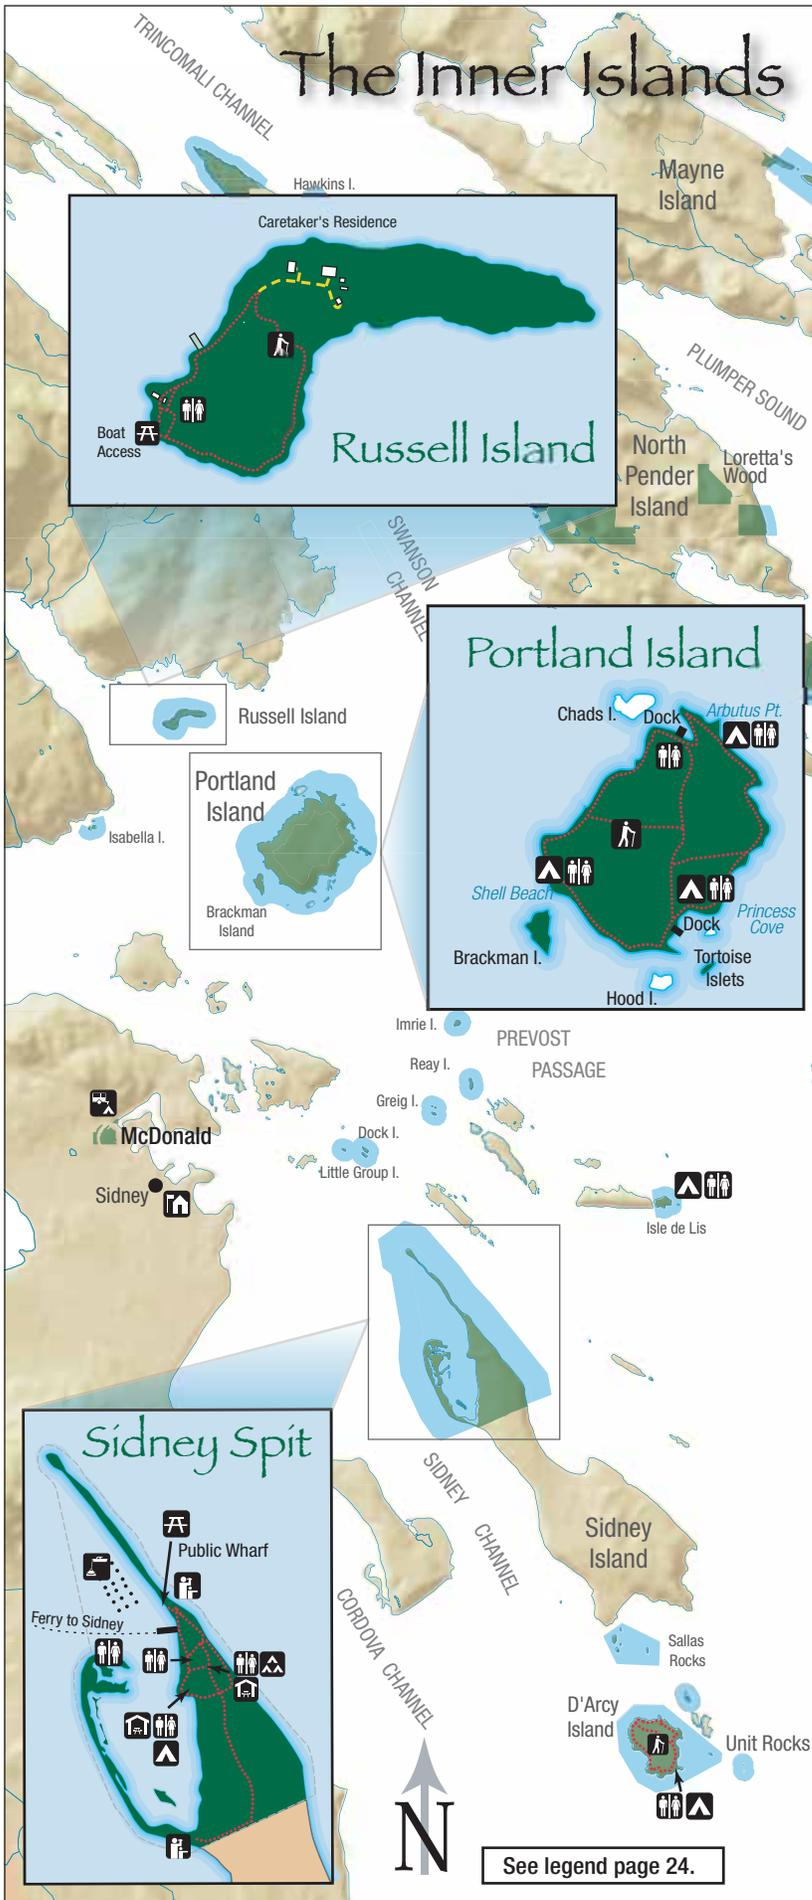 The Inner Islands
TRINCOMALI CHANNEL
Hawkins I.
Mayne
Island
Caretaker's Residence
Boat
Access
Russell Island
PLUMPER SOUND
North
Pender
Island
Loretta's
Wood
SWANSON
CHANNEL
Russell Island
Portland
Island
Isabella I.
Brackman
Island
Portland Island
Chads I.
Dock
Arbutus Pt.
Shell Beach
Princess
Cove
Dock
Brackman I.
Tortoise
Islets
Hood I.
Imrie I.
PREVOST
PASSAGE
Reay I.
Greig I.
Dock I.
Little Group I.
McDonald
Sidney
Isle de Lis
Sidney Spit
Public Wharf
Ferry to Sidney
SIDNEY
CHANNEL
Sidney
Island
CORDOVA CHANNEL
Sallas
Rocks
D'Arcy
Island
Unit Rocks
N
See legend page 24.